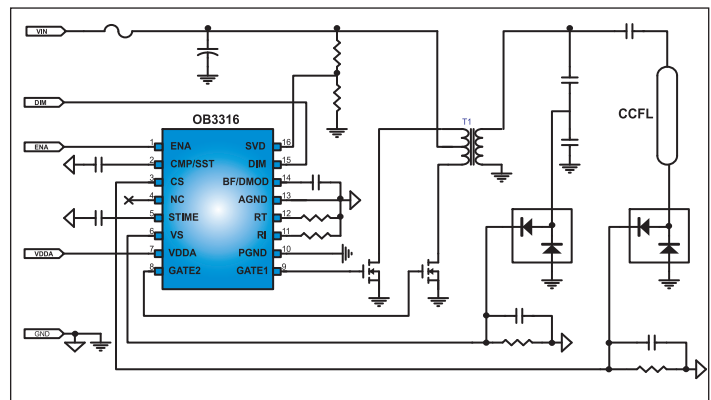 VIN
DIM
OB3316
T1
CCFL
ENA
1 ENA SVD 16
2 CMP/SST DIM 15
3 CS BF/DMOD 14
4 NC AGND 13
5 STIME RT 12
6 VS RI 11
VDDA
7 VDDA PGND 10
8 GATE2 GATE1 9
GND